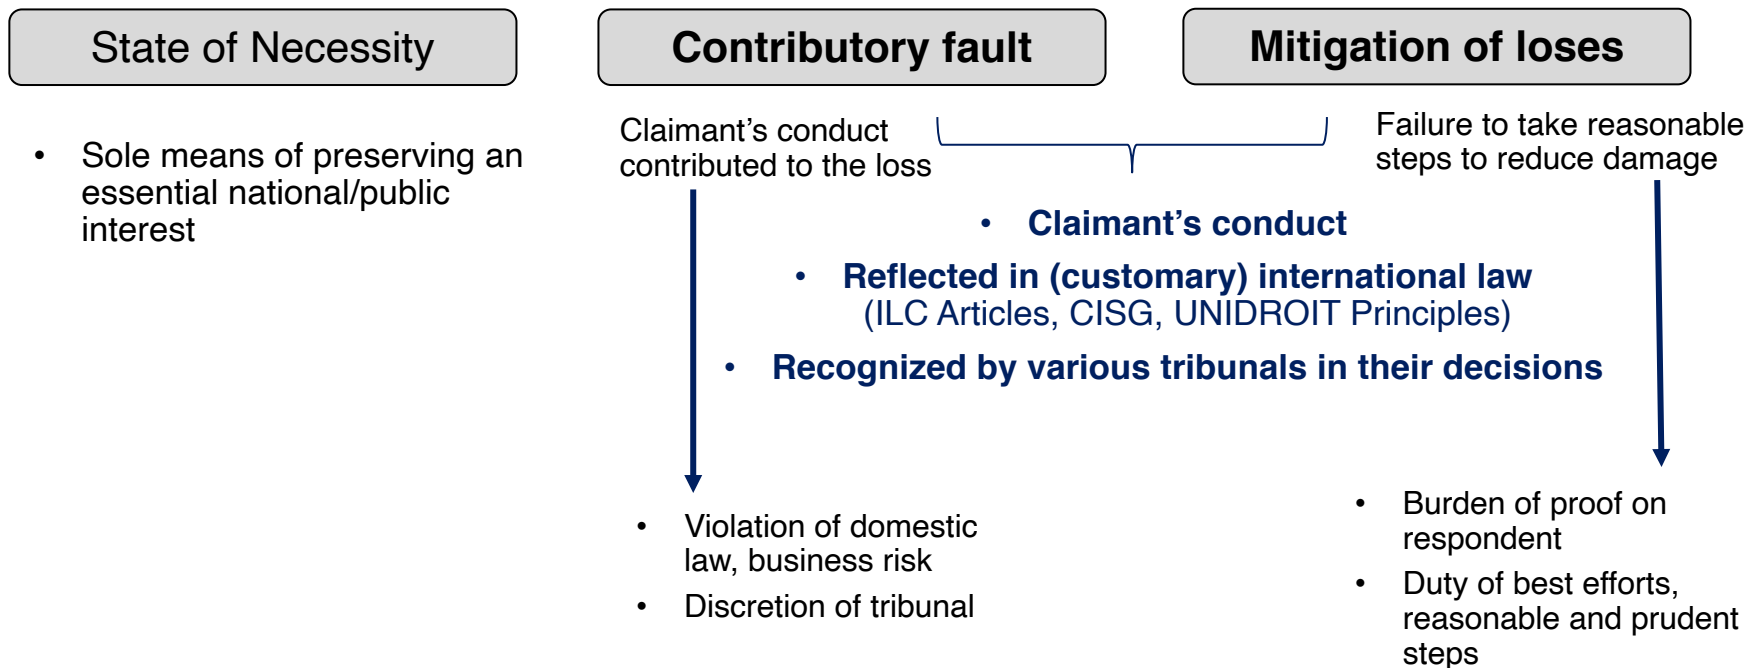 State of Necessity
Contributory fault
Mitigation of loses
• Sole means of preserving an
essential national/public
interest
Claimant's conduct
contributed to the loss
Failure to take reasonable
steps to reduce damage
• Claimant's conduct
• Reflected in (customary) international law
(ILC Articles, CISG, UNIDROIT Principles)
• Recognized by various tribunals in their decisions
• Violation of domestic
law, business risk
• Discretion of tribunal
• Burden of proof on
respondent
• Duty of best efforts,
reasonable and prudent
steps